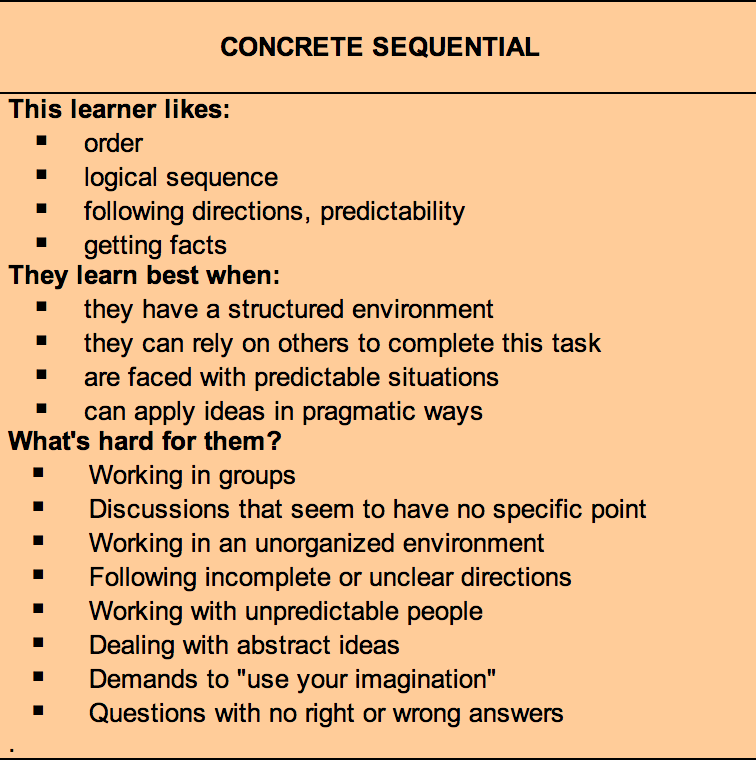 CONCRETE SEQUENTIAL
This learner likes:
▪ order
▪ logical sequence
▪ following directions, predictability
▪ getting facts
They learn best when:
▪ they have a structured environment
▪ they can rely on others to complete this task
▪ are faced with predictable situations
▪ can apply ideas in pragmatic ways
What's hard for them?
▪ Working in groups
▪ Discussions that seem to have no specific point
▪ Working in an unorganized environment
▪ Following incomplete or unclear directions
▪ Working with unpredictable people
▪ Dealing with abstract ideas
▪ Demands to "use your imagination"
▪ Questions with no right or wrong answers
.